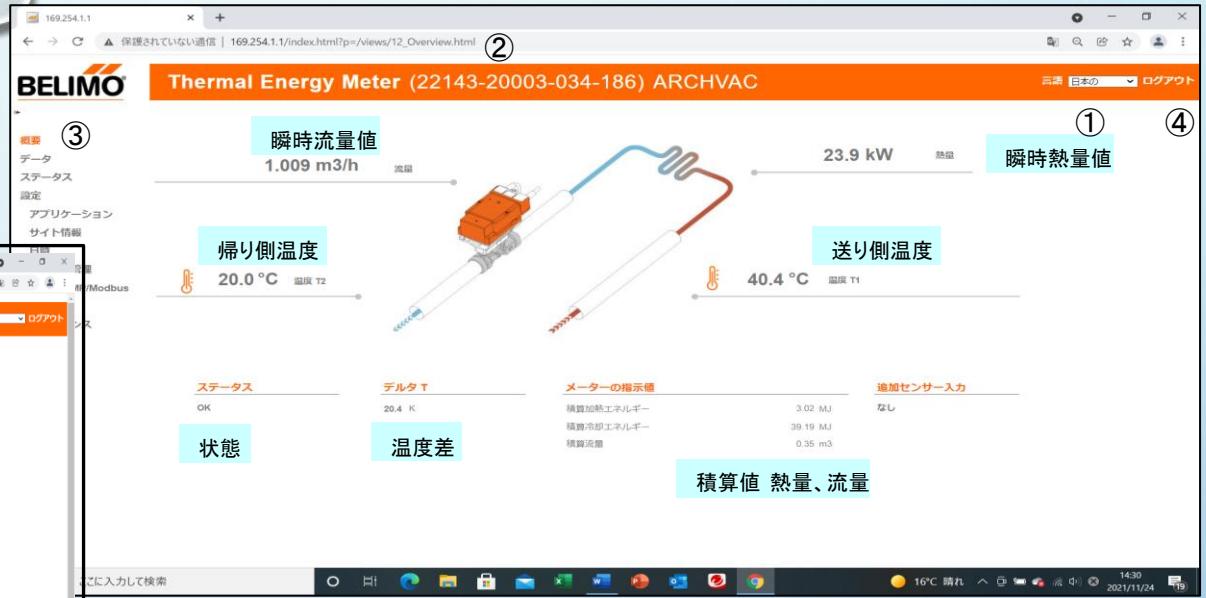 169.254.1.1
保護されていない通信 | 169.254.1.1/index.html?p=/views/12_Overview.html
②
BELIMO
Thermal Energy Meter (22143-20003-034-186) ARCHVAC
言語 日本の ログアウト
① ④
概要 ③
データ
ステータス
設定
アプリケーション
サイト情報
日時
/Modbus
ンス
ログアウト
瞬時流量値
1.009 m3/h 流量
23.9 kW 熱量
瞬時熱量値
帰り側温度
20.0 °C 温度 T2
送り側温度
40.4 °C 温度 T1
ステータス
OK
状態
デルタ T
20.4 K
温度差
メーターの指示値
積算加熱エネルギー 3.02 MJ
積算冷却エネルギー 39.19 MJ
積算流量 0.35 m3
積算値 熱量、流量
追加センサー入力
なし
ここに入力して検索
16°C 晴れ
14:30
2021/11/24
19